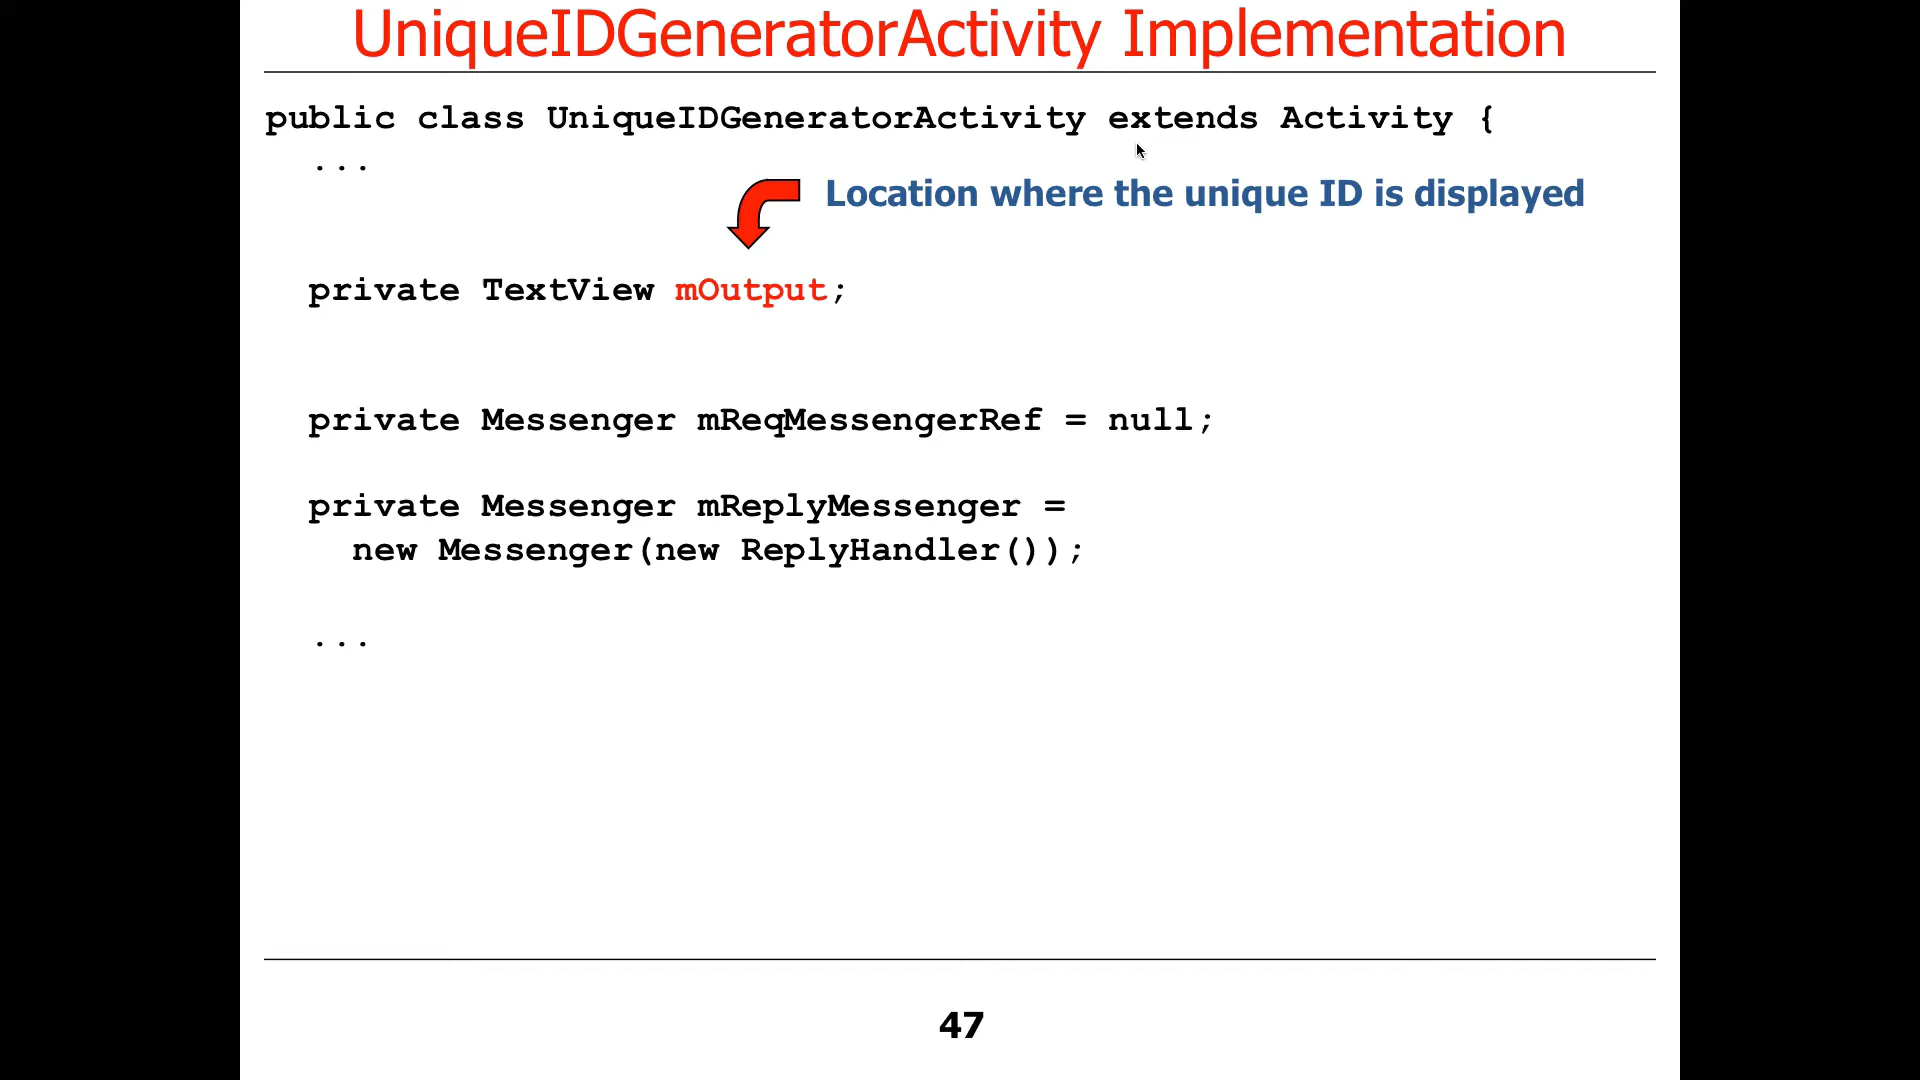 UniqueIDGeneratorActivity Implementation
public class UniqueIDGeneratorActivity extends Activity {
...
Location where the unique ID is displayed
private TextView mOutput;
private Messenger mReqMessengerRef = null;
private Messenger mReplyMessenger =
new Messenger(new ReplyHandler());
...
47